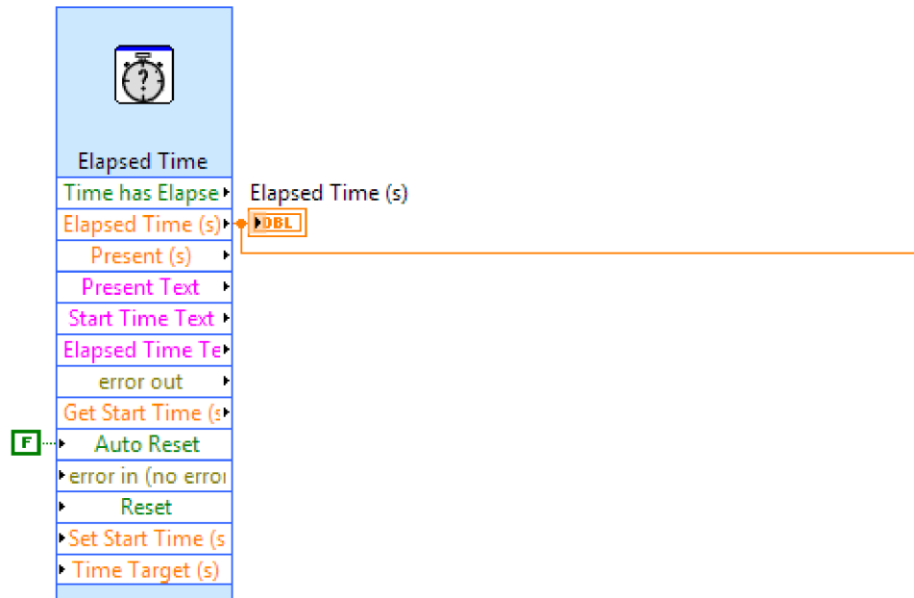 ?
Elapsed Time
Time has Elapse
Elapsed Time (s)
Elapsed Time (s)
DBL
Present (s)
Present Text
Start Time Text
Elapsed Time Te
error out
Get Start Time (s
F
Auto Reset
error in (no error
Reset
Set Start Time (s
Time Target (s)